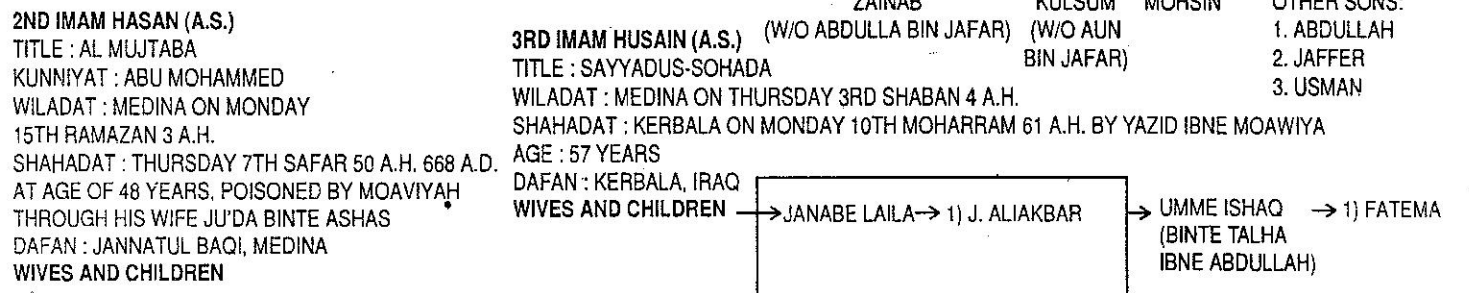 ZAINAB KULSUM MOHSIN OTHER SONS:
(W/O ABDULLA BIN JAFAR) (W/O AUN 1. ABDULLAH
BIN JAFAR) 2. JAFFER
3. USMAN
2ND IMAM HASAN (A.S.)
TITLE : AL MUJTABA
KUNNIYAT : ABU MOHAMMED
WILADAT : MEDINA ON MONDAY
15TH RAMAZAN 3 A.H.
SHAHADAT : THURSDAY 7TH SAFAR 50 A.H. 668 A.D.
AT AGE OF 48 YEARS, POISONED BY MOAVIYAH
THROUGH HIS WIFE JU'DA BINTE ASHAS
DAFAN : JANNATUL BAQI, MEDINA
WIVES AND CHILDREN
3RD IMAM HUSAIN (A.S.)
TITLE : SAYYADUS-SOHADA
WILADAT : MEDINA ON THURSDAY 3RD SHABAN 4 A.H.
SHAHADAT : KERBALA ON MONDAY 10TH MOHARRAM 61 A.H. BY YAZID IBNE MOAWIYA
AGE : 57 YEARS
DAFAN : KERBALA, IRAQ
WIVES AND CHILDREN → JANABE LAILA → 1) J. ALIAKBAR → UMME ISHAQ → 1) FATEMA
(BINTE TALHA
IBNE ABDULLAH)